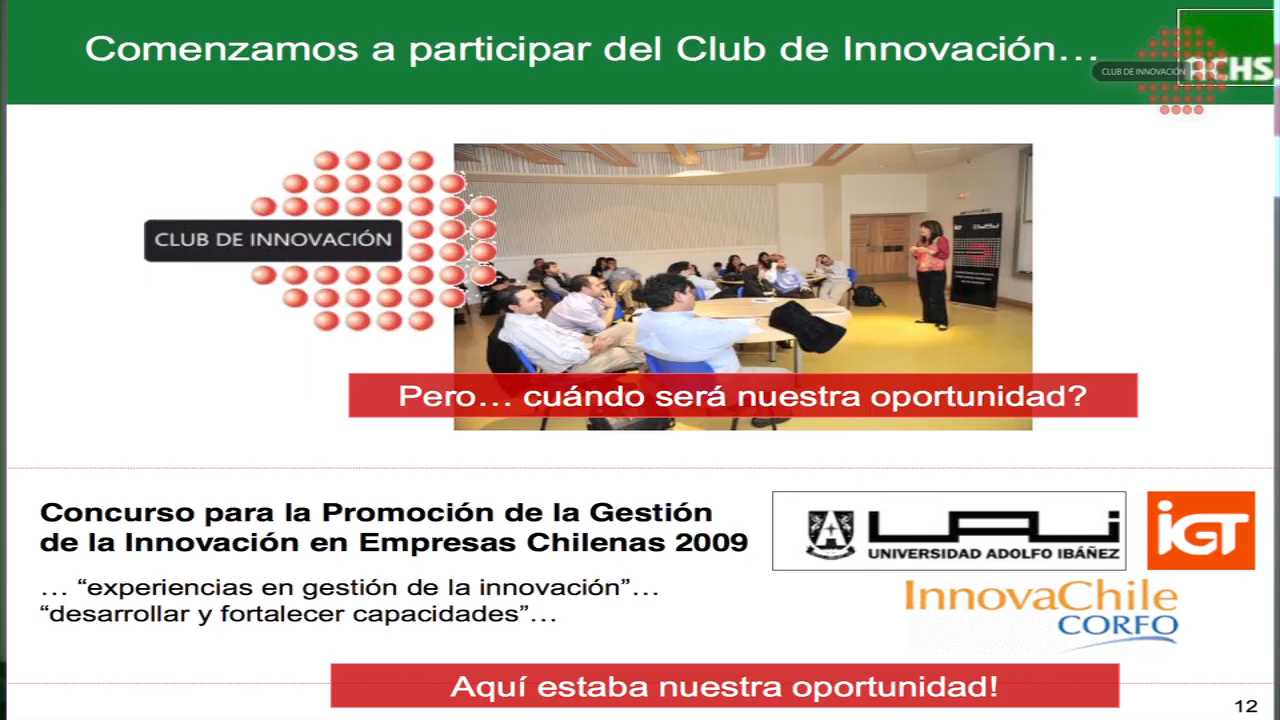 Comenzamos a participar del Club de Innovación…
CLUB DE INNOVACIÓN
ACHS
CLUB DE INNOVACIÓN
Pero… cuándo será nuestra oportunidad?
Concurso para la Promoción de la Gestión
de la Innovación en Empresas Chilenas 2009
… “experiencias en gestión de la innovación”…
“desarrollar y fortalecer capacidades”…
UAI
UNIVERSIDAD ADOLFO IBÁÑEZ
iGT
InnovaChile
CORFO
Aquí estaba nuestra oportunidad!
12